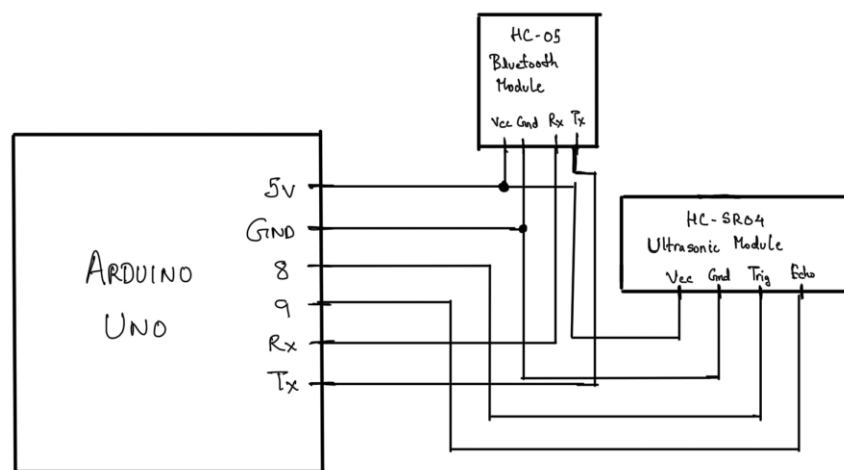 HC-05
Bluetooth
Module
Vcc Gnd Rx Tx
5V
GND
8
9
Rx
Tx
ARDUINO
UNO
HC-SR04
Ultrasonic Module
Vcc Gnd Trig Echo